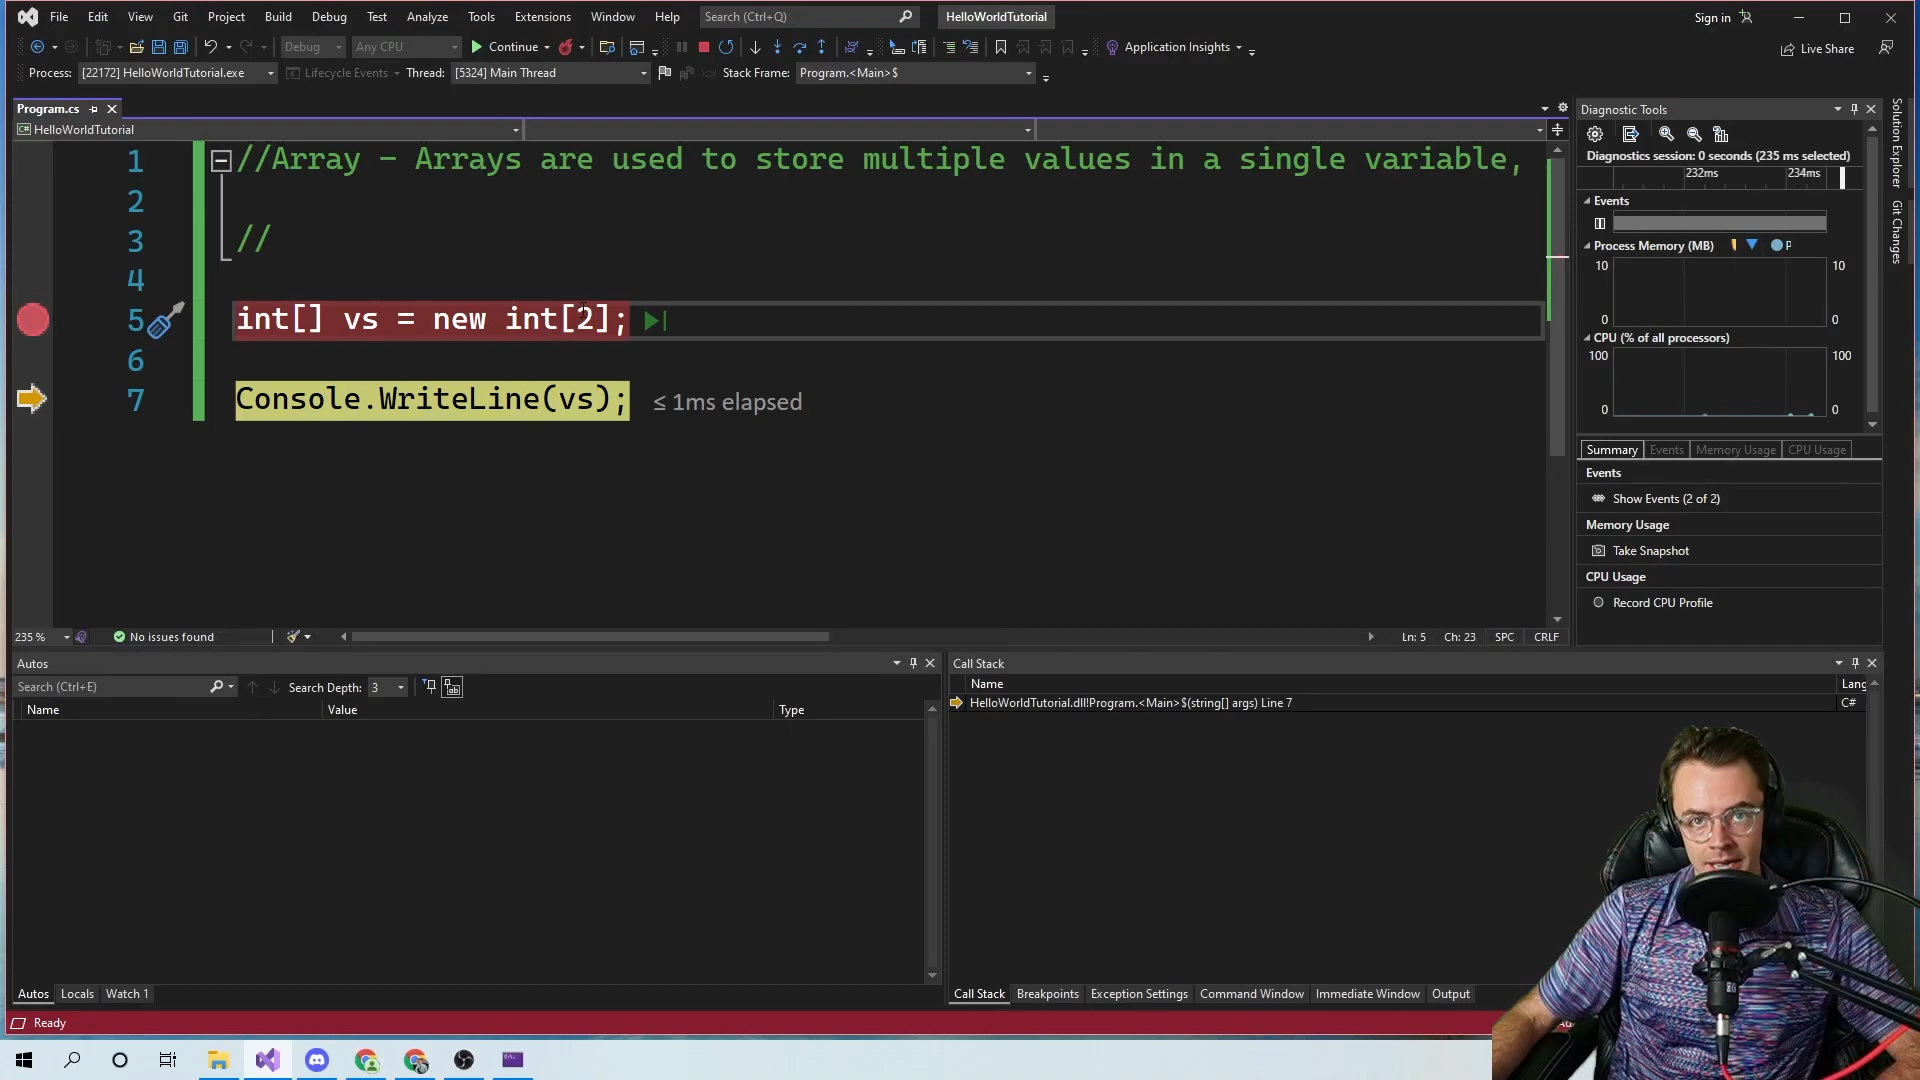 File Edit View Git Project Build Debug Test Analyze Tools Extensions Window Help Search (Ctrl+Q) HelloWorldTutorial Sign in
Debug Any CPU Continue Application Insights Live Share
Process: [22172] HelloWorldTutorial.exe Lifecycle Events Thread: [5324] Main Thread Stack Frame: Program.<Main>$
Program.cs
HelloWorldTutorial
1 //Array - Arrays are used to store multiple values in a single variable,
2
3 //
4
5 int[] vs = new int[2];
6
7 Console.WriteLine(vs); ≤ 1ms elapsed
235 % No issues found Ln: 5 Ch: 23 SPC CRLF
Diagnostic Tools
Diagnostics session: 0 seconds (235 ms selected)
232ms 234ms
Events
Process Memory (MB) P
10 10
0 0
CPU (% of all processors)
100 100
0 0
Summary Events Memory Usage CPU Usage
Events
Show Events (2 of 2)
Memory Usage
Take Snapshot
CPU Usage
Record CPU Profile
Solution Explorer
Git Changes
Autos
Search (Ctrl+E) Search Depth: 3
Name Value Type
Autos Locals Watch 1
Call Stack
Name Lang
HelloWorldTutorial.dll!Program.<Main>$(string[] args) Line 7 C#
Call Stack Breakpoints Exception Settings Command Window Immediate Window Output
Ready